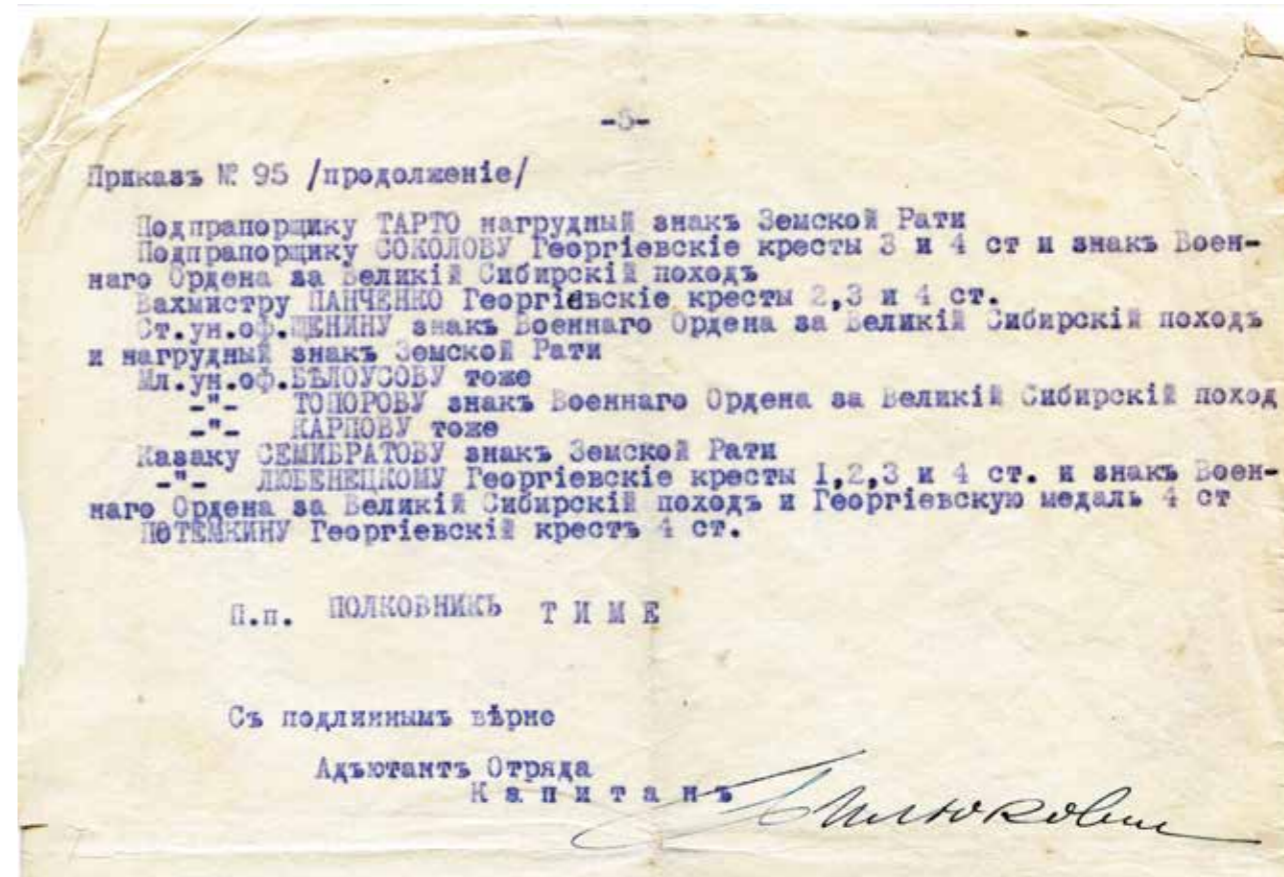 Приказъ № 95 /продолженіе/
Подпрапорщику ТАРТО нагрудный знакъ Земской Рати
Подпрапорщику СОКОЛОВУ Георгіевскіе кресты 3 и 4 ст и знакъ Воен-
наго Ордена за Великій Сибирскій походъ
Вахмистру ПАНЧЕНКО Георгіевскіе кресты 2,3 и 4 ст.
Ст.ун.оф.ЩЕНИНУ знакъ Военнаго Ордена за Великій Сибирскій походъ
и нагрудный знакъ Земской Рати
Мл.ун.оф.БѢЛОУСОВУ тоже
-"- ТОПОРОВУ знакъ Военнаго Ордена за Великій Сибирскій поход
-"- КАРПОВУ тоже
Казаку СЕМИБРАТОВУ знакъ Земской Рати
-"- ЛЮБЕНЕЦКОМУ Георгіевскіе кресты I,2,3 и 4 ст. и знакъ Воен-
наго Ордена за Великій Сибирскій походъ и Георгіевскую медаль 4 ст
ПОТЕМКИНУ Георгіевскій крестъ 4 ст.
П.п. ПОЛКОВНИКЪ Т И М Е
Съ подлиннымъ вѣрно
Адъютантъ Отряда
К а п и т а н ъ